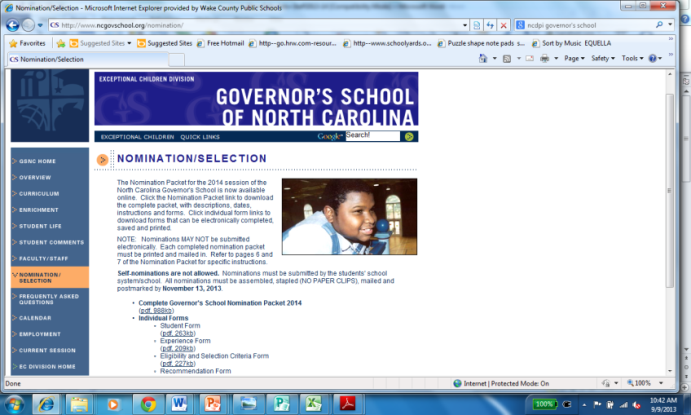 Nomination/Selection - Microsoft Internet Explorer provided by Wake County Public Schools
http://www.ncgovschool.org/nomination/
ncdpi governor's school
Favorites Suggested Sites Suggested Sites Free Hotmail http--go.hrw.com-resour... http--www.schoolyards.o... Puzzle shape note pads s... Sort by Music EQUELLA
CS Nomination/Selection
Page Safety Tools
EXCEPTIONAL CHILDREN DIVISION
GOVERNOR'S SCHOOL
OF NORTH CAROLINA
EXCEPTIONAL CHILDREN QUICK LINKS
Google Search!
GSNC HOME
OVERVIEW
CURRICULUM
ENRICHMENT
STUDENT LIFE
STUDENT COMMENTS
FACULTY/STAFF
NOMINATION/
SELECTION
FREQUENTLY ASKED
QUESTIONS
CALENDAR
EMPLOYMENT
CURRENT SESSION
EC DIVISION HOME
NOMINATION/SELECTION
The Nomination Packet for the 2014 session of the
North Carolina Governor's School is now available
online. Click the Nomination Packet link to download
the complete packet, with descriptions, dates,
instructions and forms. Click individual form links to
download forms that can be electronically completed,
saved and printed.
NOTE: Nominations MAY NOT be submitted
electronically. Each completed nomination packet
must be printed and mailed in. Refer to pages 6 and
7 of the Nomination Packet for specific instructions.
Self-nominations are not allowed. Nominations must be submitted by the students' school
system/school. All nominations must be assembled, stapled (NO PAPER CLIPS), mailed and
postmarked by November 13, 2013.
• Complete Governor's School Nomination Packet 2014
(pdf, 988kb)
• Individual Forms
Student Form
(pdf, 263kb)
Experience Form
(pdf, 209kb)
Eligibility and Selection Criteria Form
(pdf, 227kb)
Recommendation Form
Done
Internet | Protected Mode: On
100%
100%
10:42 AM
9/9/2013